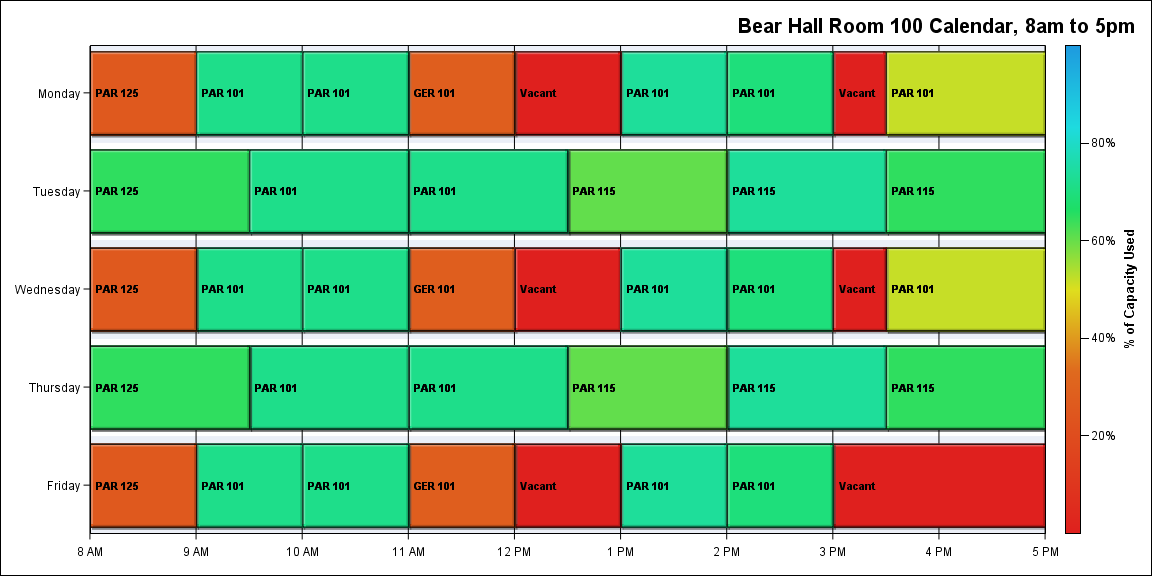 Bear Hall Room 100 Calendar, 8am to 5pm
Monday
PAR 125
PAR 101
PAR 101
GER 101
Vacant
PAR 101
PAR 101
Vacant
PAR 101
Tuesday
PAR 125
PAR 101
PAR 101
PAR 115
PAR 115
PAR 115
Wednesday
PAR 125
PAR 101
PAR 101
GER 101
Vacant
PAR 101
PAR 101
Vacant
PAR 101
Thursday
PAR 125
PAR 101
PAR 101
PAR 115
PAR 115
PAR 115
Friday
PAR 125
PAR 101
PAR 101
GER 101
Vacant
PAR 101
PAR 101
Vacant
8 AM
9 AM
10 AM
11 AM
12 PM
1 PM
2 PM
3 PM
4 PM
5 PM
80%
60%
40%
20%
% of Capacity Used